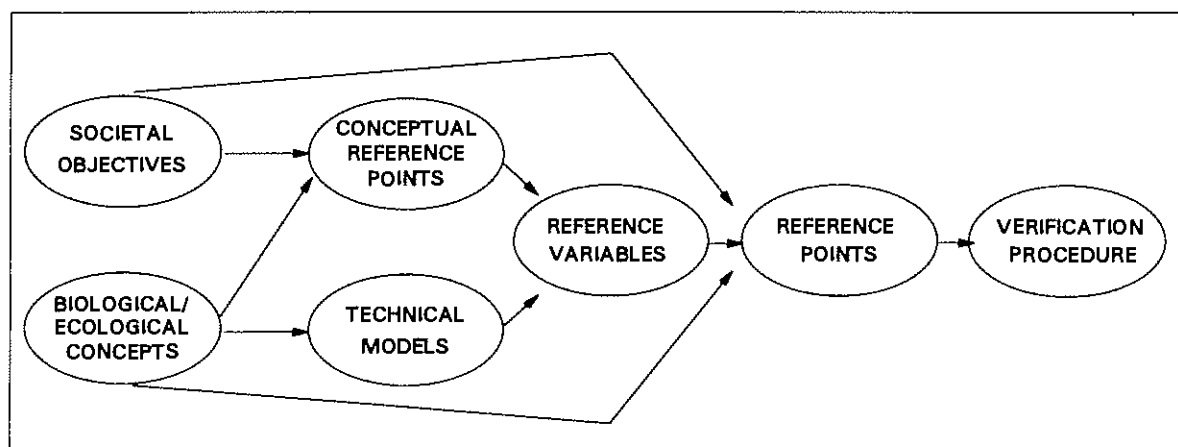 SOCIETAL
OBJECTIVES
CONCEPTUAL
REFERENCE
POINTS
BIOLOGICAL/
ECOLOGICAL
CONCEPTS
TECHNICAL
MODELS
REFERENCE
VARIABLES
REFERENCE
POINTS
VERIFICATION
PROCEDURE